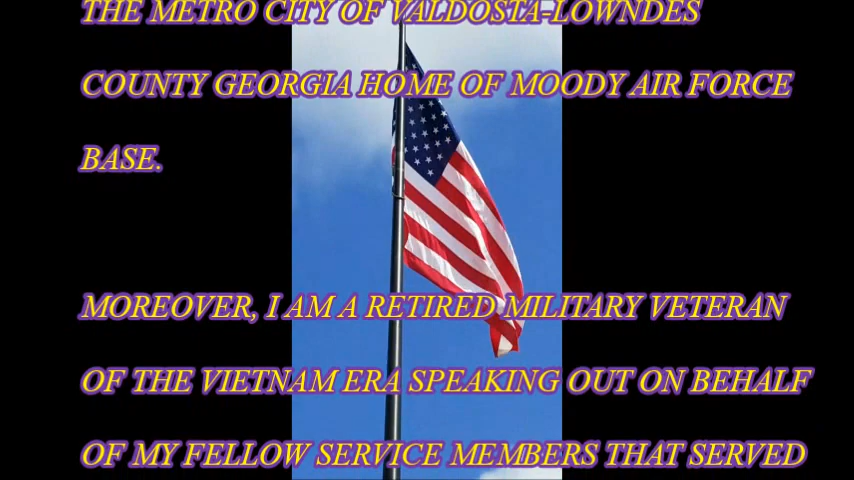 THE METRO CITY OF VALDOSTA-LOWNDES
COUNTY GEORGIA HOME OF MOODY AIR FORCE
BASE.
MOREOVER, I AM A RETIRED MILITARY VETERAN
OF THE VIETNAM ERA SPEAKING OUT ON BEHALF
OF MY FELLOW SERVICE MEMBERS THAT SERVED